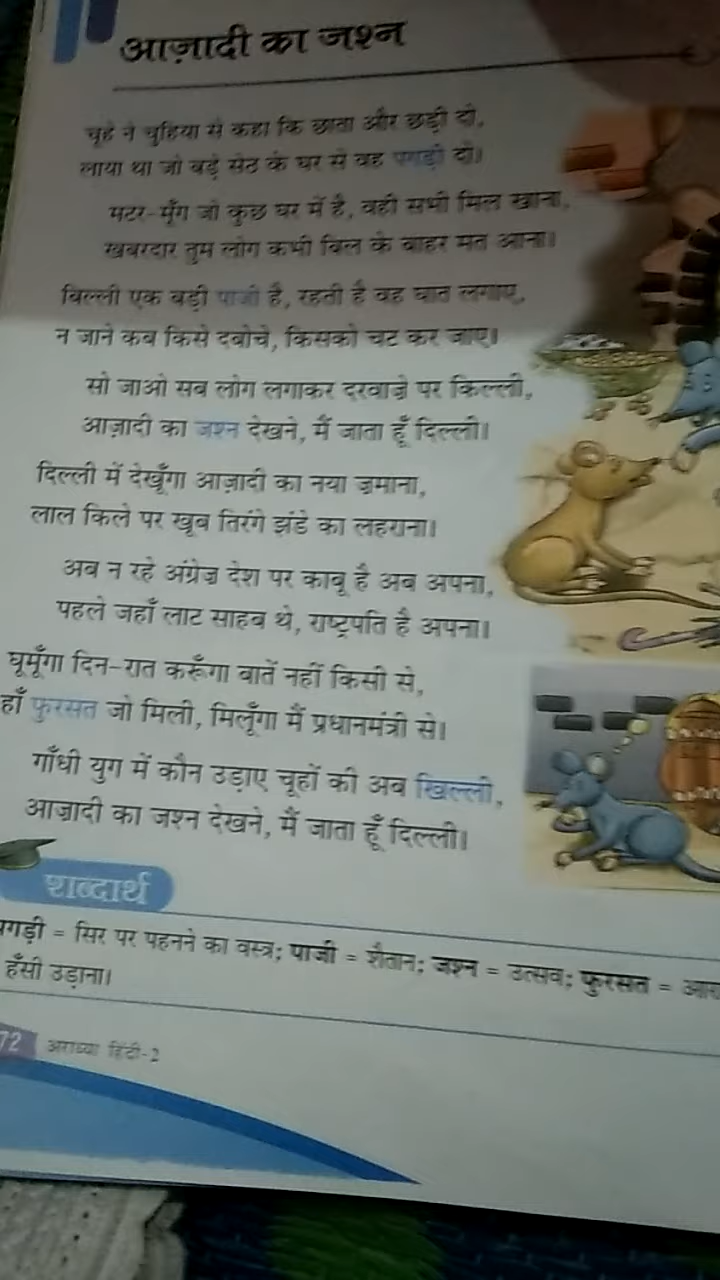 आज़ादी का जश्न
चूहे ने चुहिया से कहा कि छाता और छड़ी दो,
लाया था जो बड़े सेठ के घर से वह पगड़ी दो।
मटर-मूँग जो कुछ घर में है, वही सभी मिल खाना,
खबरदार तुम लोग कभी बिल के बाहर मत आना।
बिल्ली एक बड़ी पाजी है, रहती है वह घात लगाए,
न जाने कब किसे दबोचे, किसको चट कर जाए।
सो जाओ सब लोग लगाकर दरवाज़े पर किल्ली,
आज़ादी का जश्न देखने, मैं जाता हूँ दिल्ली।
दिल्ली में देखूँगा आज़ादी का नया ज़माना,
लाल किले पर खूब तिरंगे झंडे का लहराना।
अब न रहे अंग्रेज़ देश पर काबू है अब अपना,
पहले जहाँ लाट साहब थे, राष्ट्रपति है अपना।
घूमूँगा दिन-रात करूँगा बातें नहीं किसी से,
हाँ फुरसत जो मिली, मिलूँगा मैं प्रधानमंत्री से।
गाँधी युग में कौन उड़ाए चूहों की अब खिल्ली,
आज़ादी का जश्न देखने, मैं जाता हूँ दिल्ली।
शब्दार्थ
पगड़ी = सिर पर पहनने का वस्त्र; पाजी = शैतान; जश्न = उत्सव; फुरसत =
हँसी उड़ाना।
72 अराध्या हिंदी-2